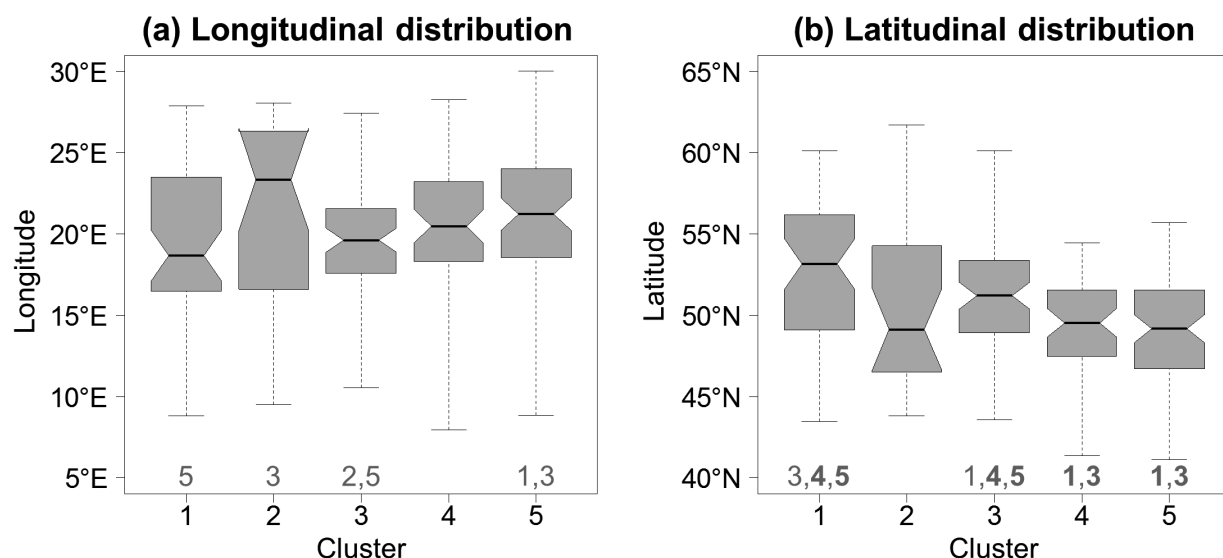 (a) Longitudinal distribution
30°E
25°E
20°E
15°E
10°E
5°E
Longitude
5
3
2,5
1,3
1 2 3 4 5
Cluster
(b) Latitudinal distribution
65°N
60°N
55°N
50°N
45°N
40°N
Latitude
3,4,5
1,4,5
1,3
1,3
1 2 3 4 5
Cluster